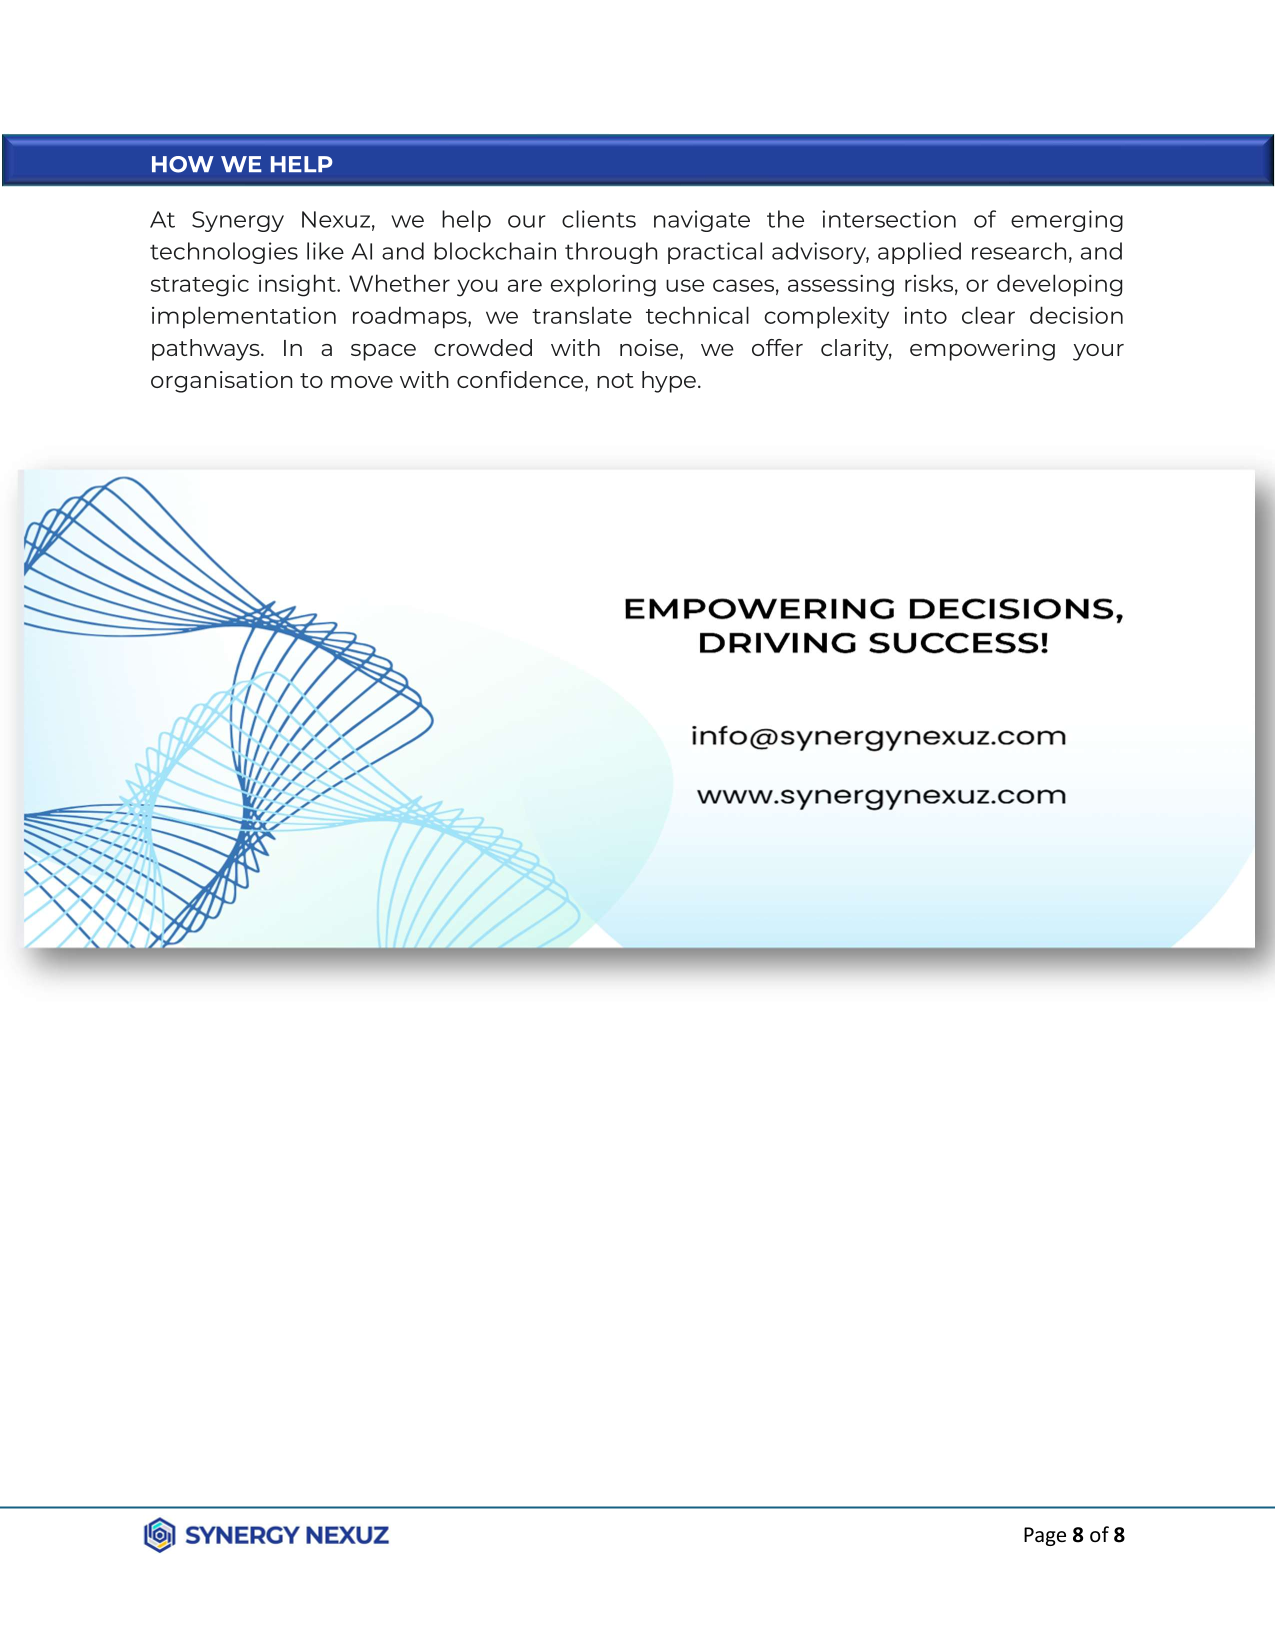 HOW WE HELP
At Synergy Nexuz, we help our clients navigate the intersection of emerging
technologies like AI and blockchain through practical advisory, applied research, and
strategic insight. Whether you are exploring use cases, assessing risks, or developing
implementation roadmaps, we translate technical complexity into clear decision
pathways. In a space crowded with noise, we offer clarity, empowering your
organisation to move with confidence, not hype.
EMPOWERING DECISIONS,
DRIVING SUCCESS!
info@synergynexuz.com
www.synergynexuz.com
SYNERGY NEXUZ
Page 8 of 8